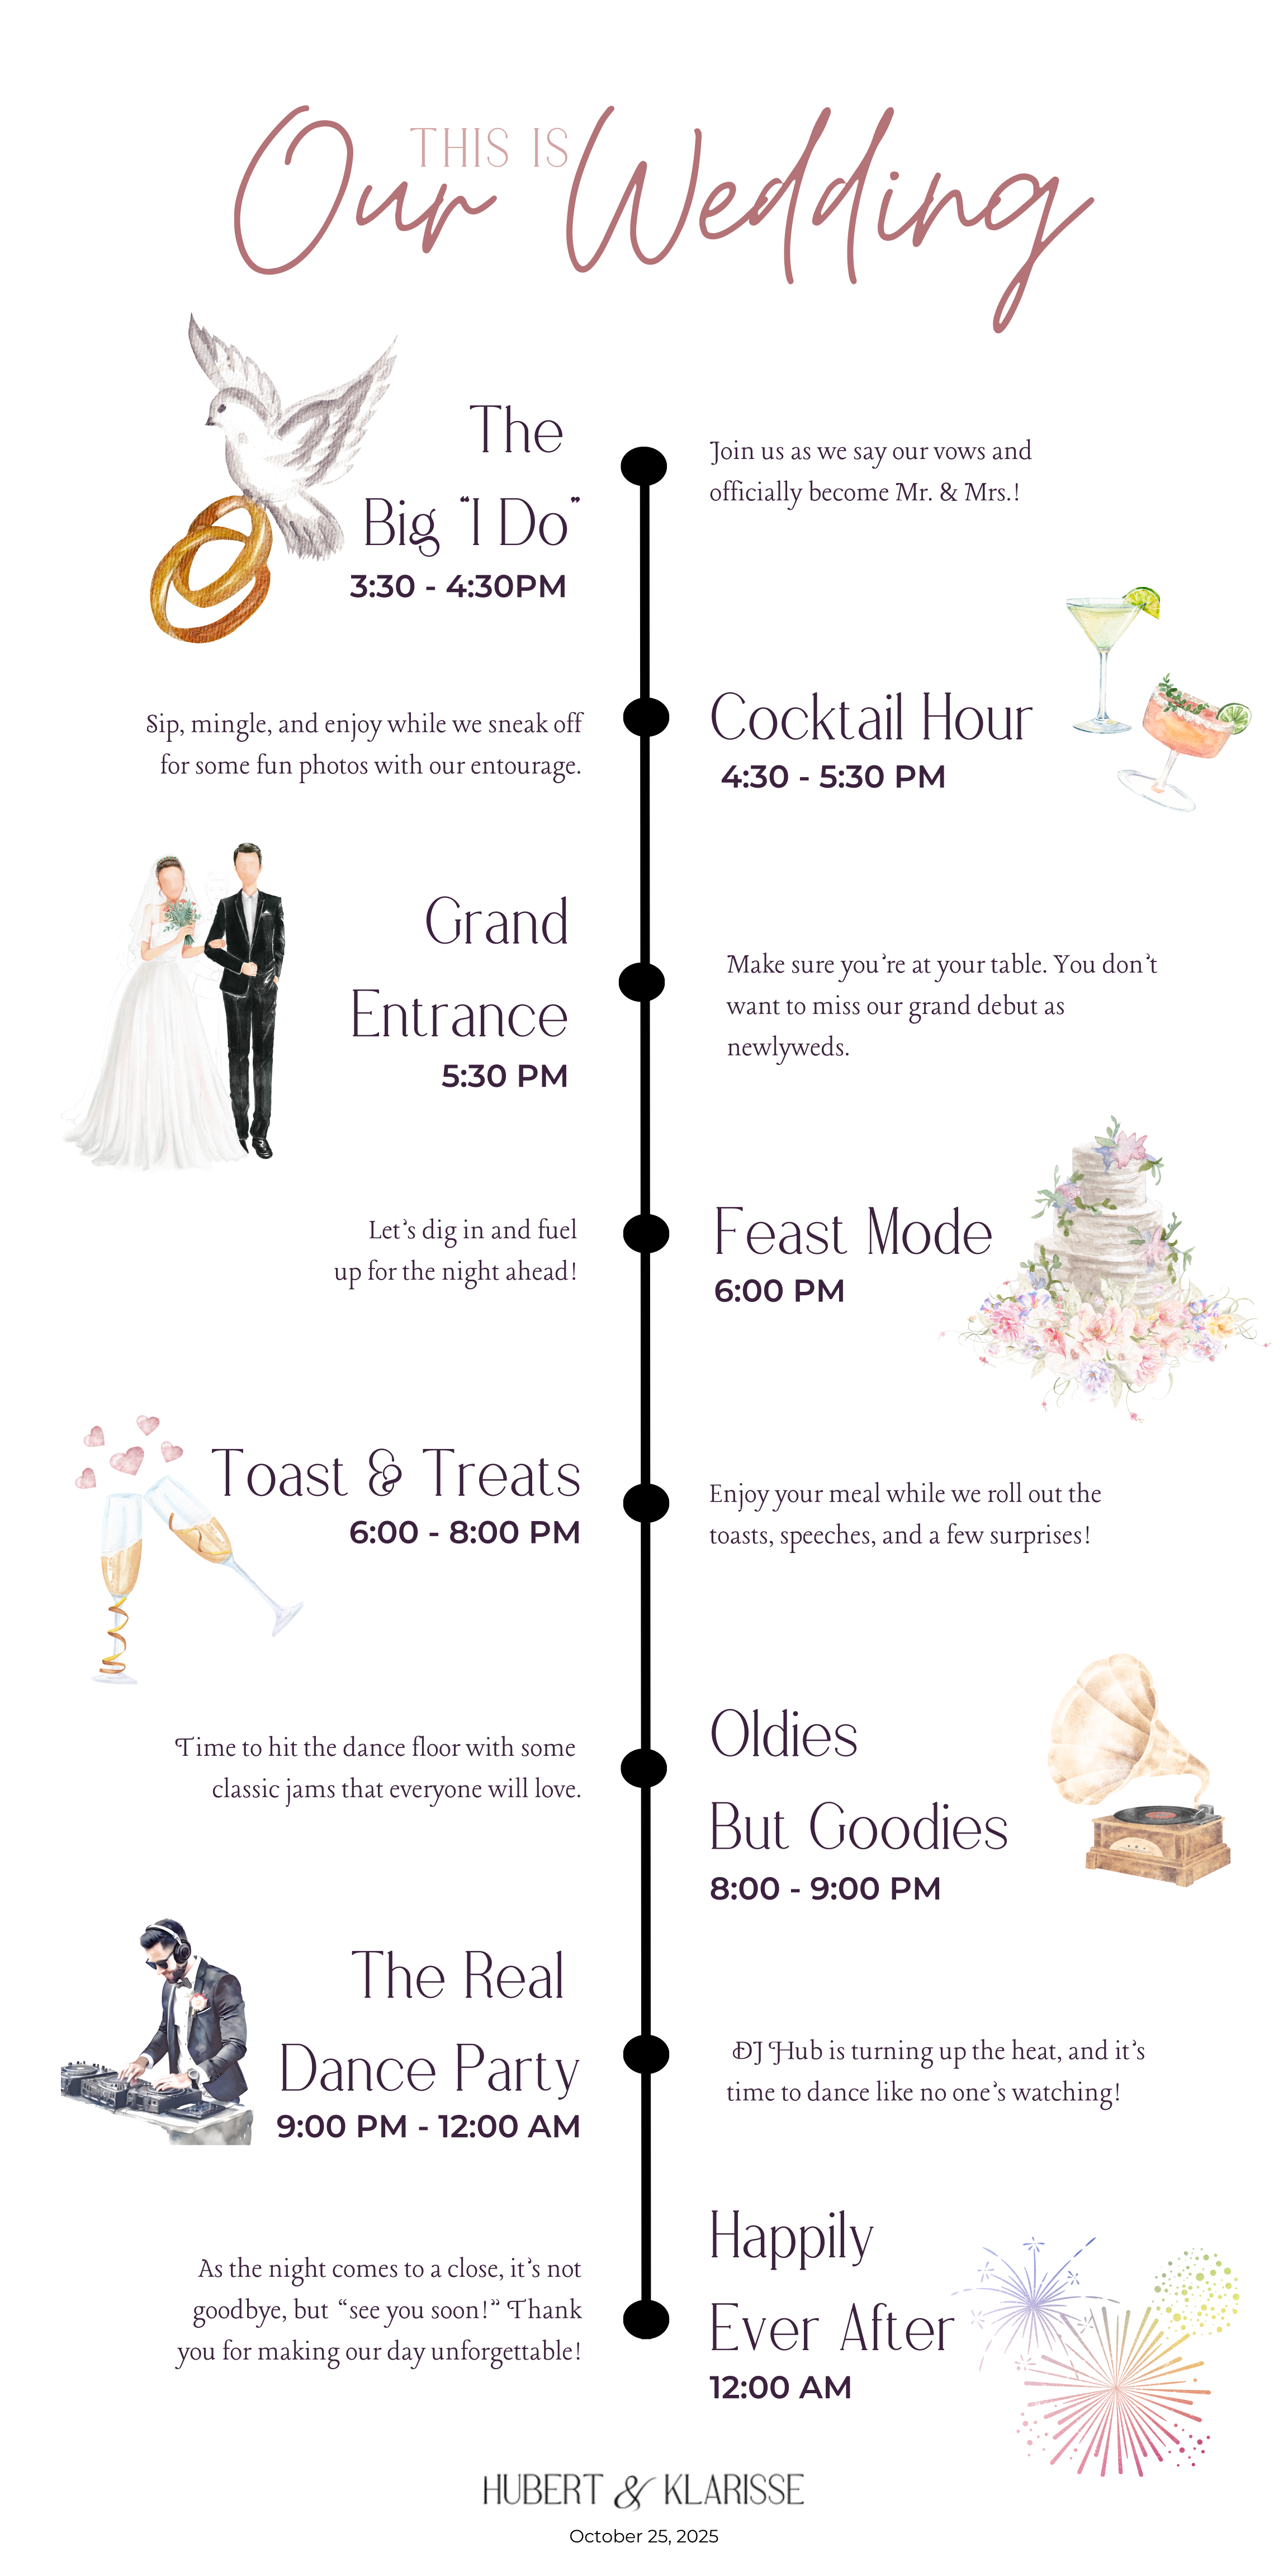 THIS IS
Our Wedding
The
Big “I Do”
3:30 - 4:30PM
Join us as we say our vows and
officially become Mr. & Mrs.!
Cocktail Hour
4:30 - 5:30 PM
Sip, mingle, and enjoy while we sneak off
for some fun photos with our entourage.
Grand
Entrance
5:30 PM
Make sure you’re at your table. You don’t
want to miss our grand debut as
newlyweds.
Feast Mode
6:00 PM
Let’s dig in and fuel
up for the night ahead!
Toast & Treats
6:00 - 8:00 PM
Enjoy your meal while we roll out the
toasts, speeches, and a few surprises!
Oldies
But Goodies
8:00 - 9:00 PM
Time to hit the dance floor with some
classic jams that everyone will love.
The Real
Dance Party
9:00 PM - 12:00 AM
DJ Hub is turning up the heat, and it’s
time to dance like no one’s watching!
Happily
Ever After
12:00 AM
As the night comes to a close, it’s not
goodbye, but “see you soon!” Thank
you for making our day unforgettable!
HUBERT & KLARISSE
October 25, 2025